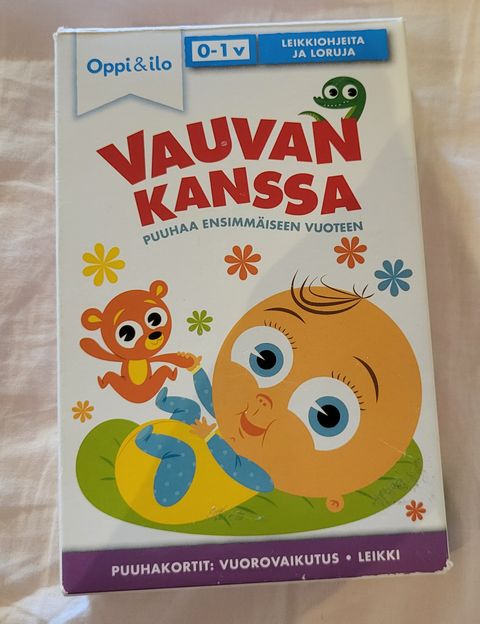 Oppi&ilo
0-1 v
LEIKKIOHJEITA
JA LORUJA
VAUVAN
KANSSA
PUUHAA ENSIMMÄISEEN VUOTEEN
PUUHAKORTIT: VUOROVAIKUTUS • LEIKKI